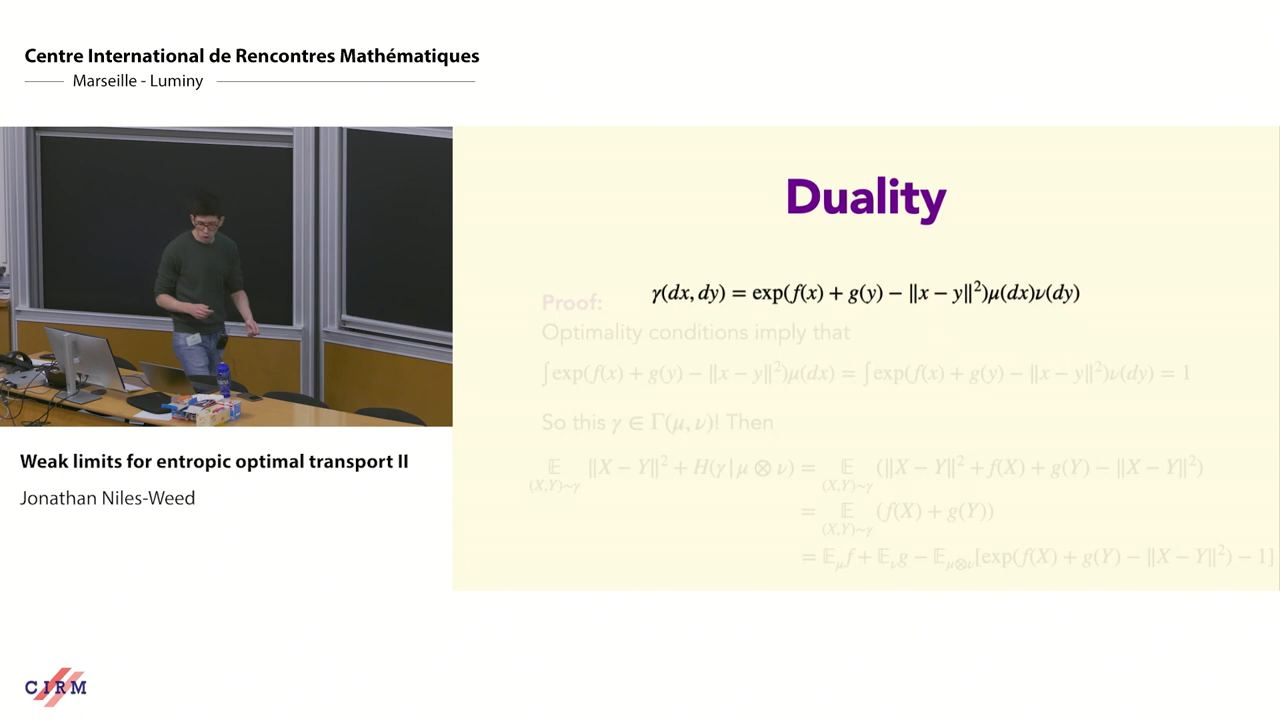 Centre International de Rencontres Mathématiques
Marseille - Luminy
Duality
γ(dx, dy) = exp(f(x) + g(y) − ∥x − y∥²)μ(dx)ν(dy)
Proof:
Optimality conditions imply that
∫exp(f(x) + g(y) − ∥x − y∥²)μ(dx) = ∫exp(f(x) + g(y) − ∥x − y∥²)ν(dy) = 1
So this γ ∈ Γ(μ, ν)! Then
𝔼_{(X,Y)∼γ} ∥X − Y∥² + H(γ | μ ⊗ ν) = 𝔼_{(X,Y)∼γ} (∥X − Y∥² + f(X) + g(Y) − ∥X − Y∥²)
= 𝔼_{(X,Y)∼γ} (f(X) + g(Y))
= 𝔼_μ f + 𝔼_ν g − 𝔼_{μ⊗ν}[exp(f(X) + g(Y) − ∥X − Y∥²) − 1]
Weak limits for entropic optimal transport II
Jonathan Niles-Weed
CIRM